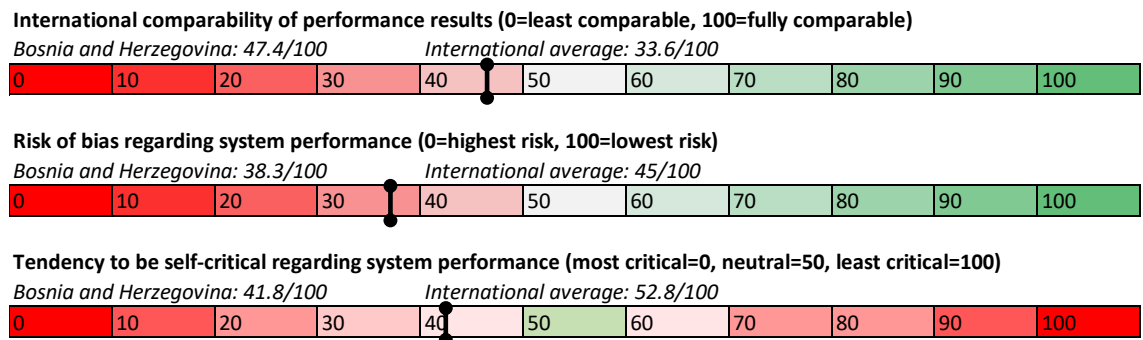 International comparability of performance results (0=least comparable, 100=fully comparable)
Bosnia and Herzegovina: 47.4/100 International average: 33.6/100
0 10 20 30 40 50 60 70 80 90 100
Risk of bias regarding system performance (0=highest risk, 100=lowest risk)
Bosnia and Herzegovina: 38.3/100 International average: 45/100
0 10 20 30 40 50 60 70 80 90 100
Tendency to be self-critical regarding system performance (most critical=0, neutral=50, least critical=100)
Bosnia and Herzegovina: 41.8/100 International average: 52.8/100
0 10 20 30 40 50 60 70 80 90 100